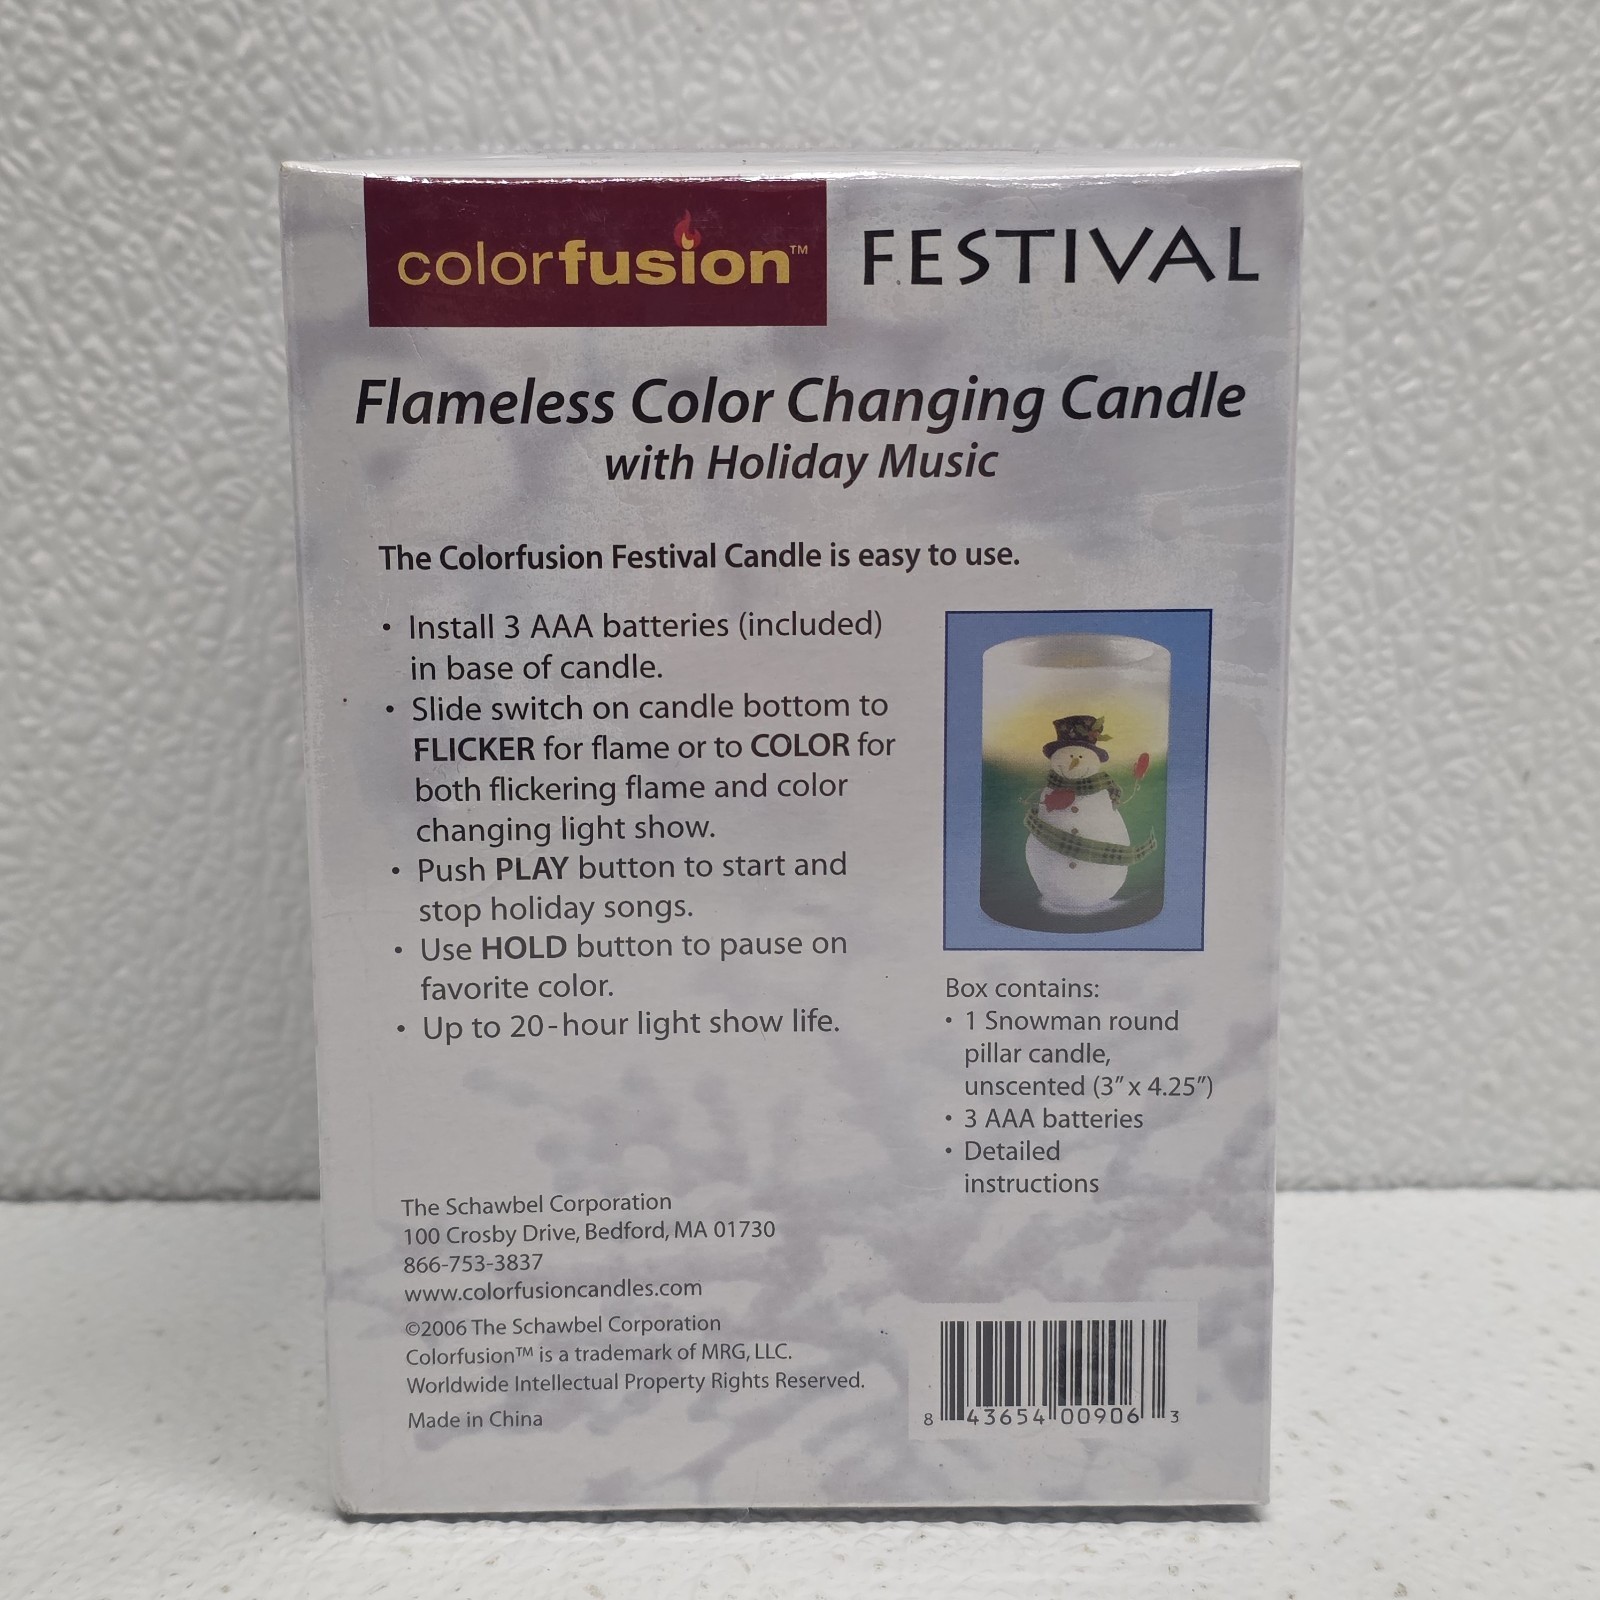 colorfusion™ FESTIVAL
Flameless Color Changing Candle
with Holiday Music
The Colorfusion Festival Candle is easy to use.
• Install 3 AAA batteries (included)
in base of candle.
• Slide switch on candle bottom to
FLICKER for flame or to COLOR for
both flickering flame and color
changing light show.
• Push PLAY button to start and
stop holiday songs.
• Use HOLD button to pause on
favorite color.
• Up to 20-hour light show life.
Box contains:
• 1 Snowman round
pillar candle,
unscented (3" x 4.25")
• 3 AAA batteries
• Detailed
instructions
The Schawbel Corporation
100 Crosby Drive, Bedford, MA 01730
866-753-3837
www.colorfusioncandles.com
©2006 The Schawbel Corporation
Colorfusion™ is a trademark of MRG, LLC.
Worldwide Intellectual Property Rights Reserved.
Made in China
8 43654 00906 3